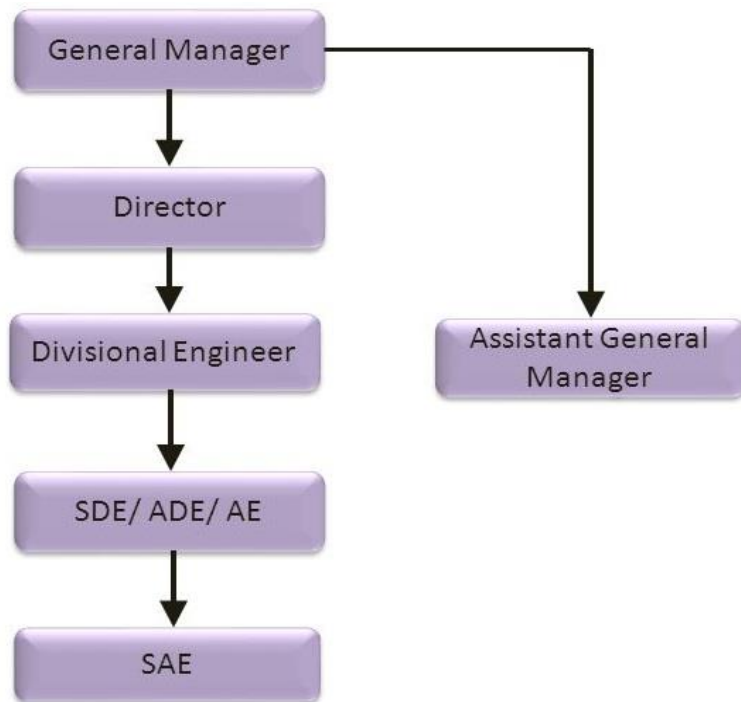 General Manager
Director
Divisional Engineer
Assistant General
Manager
SDE/ ADE/ AE
SAE